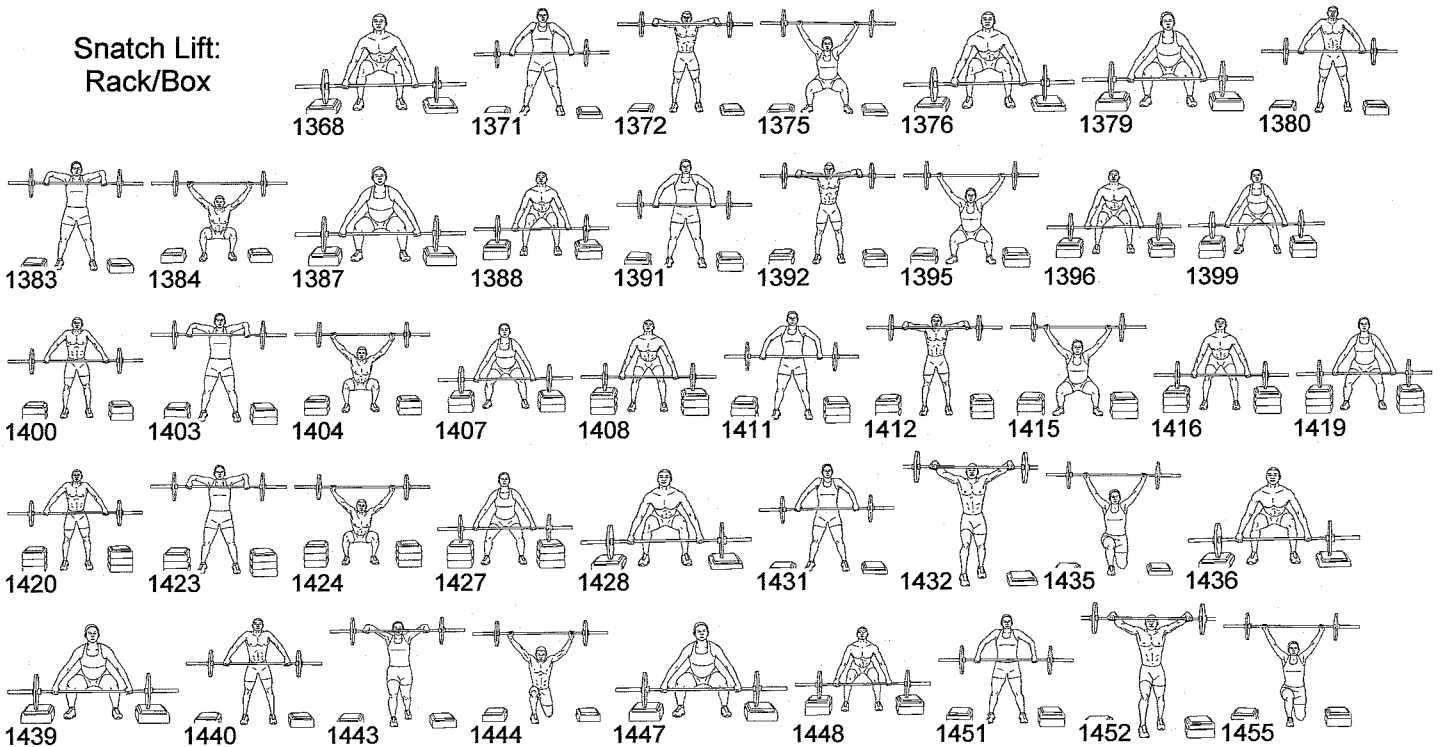 Snatch Lift:
Rack/Box
1368 1371 1372 1375 1376 1379 1380
1383 1384 1387 1388 1391 1392 1395 1396 1399
1400 1403 1404 1407 1408 1411 1412 1415 1416 1419
1420 1423 1424 1427 1428 1431 1432 1435 1436
1439 1440 1443 1444 1447 1448 1451 1452 1455